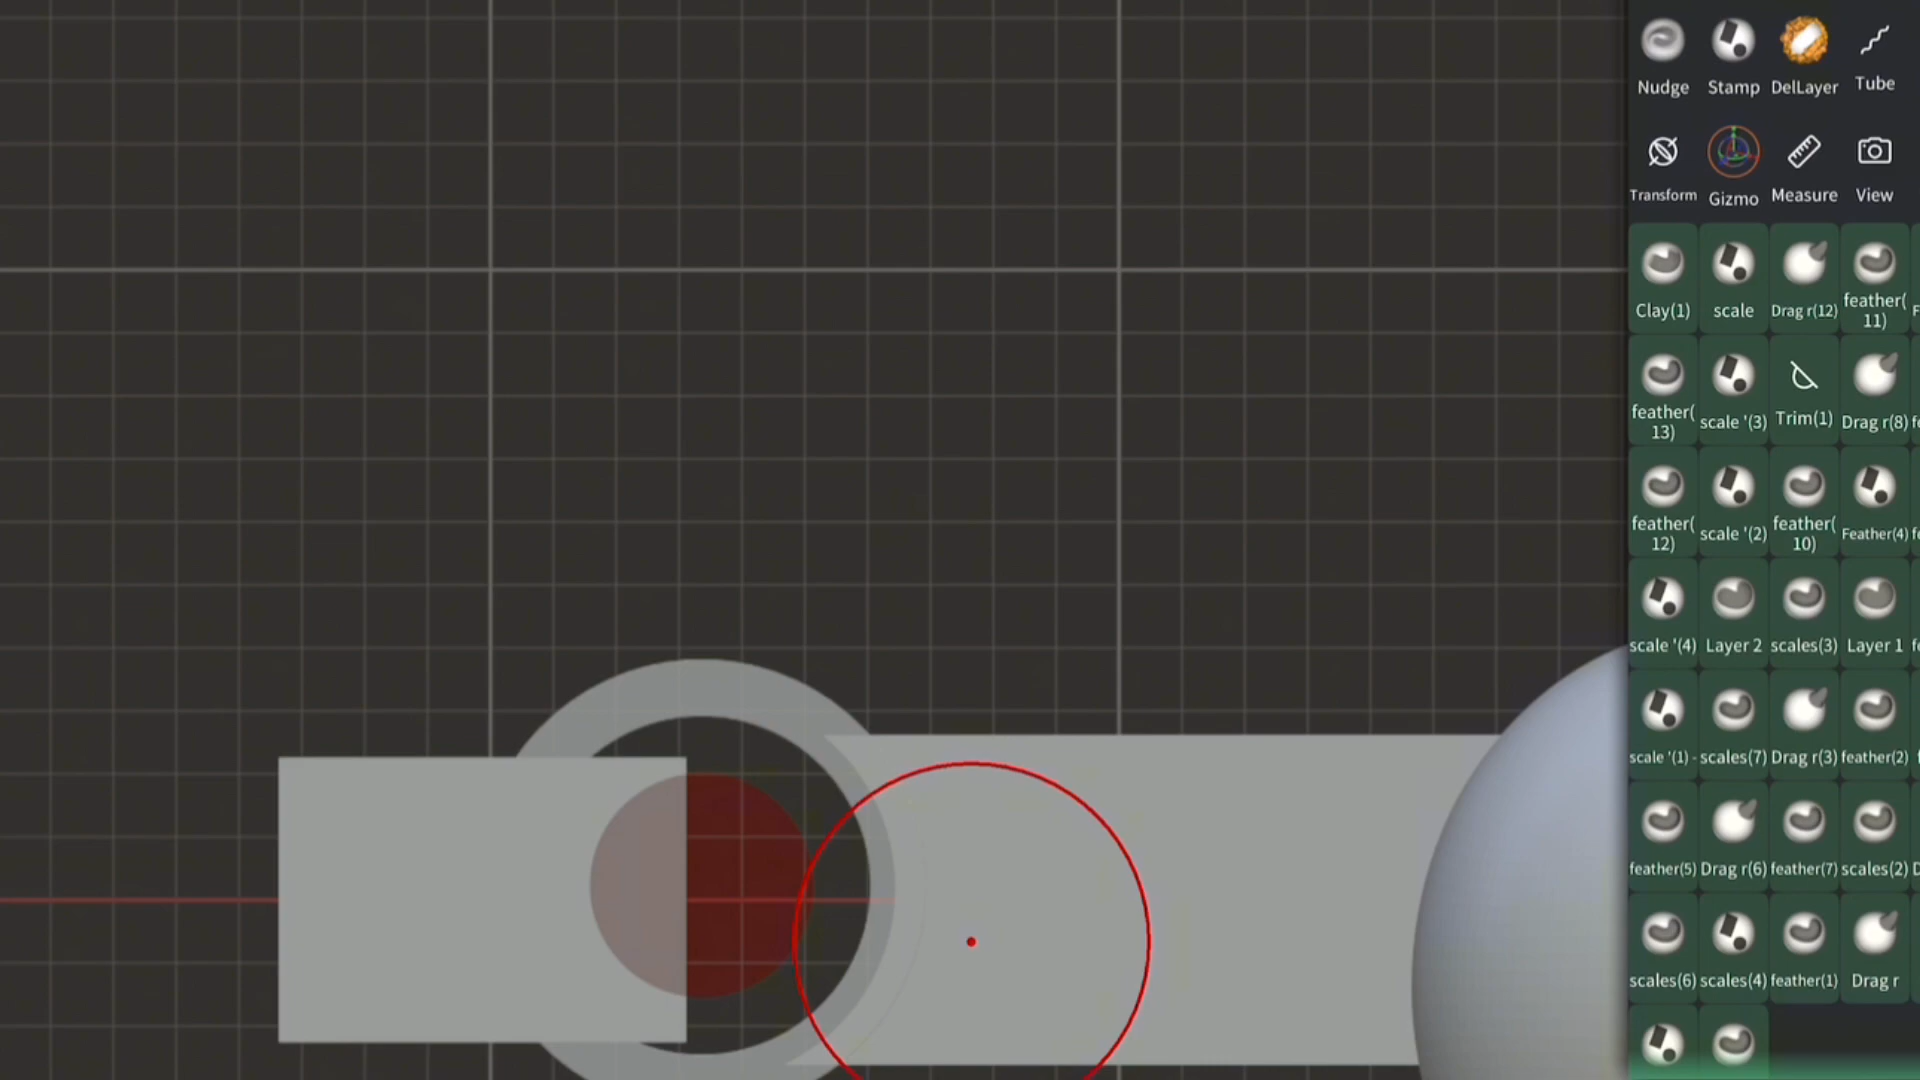 Nudge Stamp DelLayer Tube
Transform Gizmo Measure View
Clay(1) scale Drag r(12) feather(
11)
feather(
13) scale '(3) Trim(1) Drag r(8)
feather(
12) scale '(2) feather(
10) Feather(4)
scale '(4) Layer 2 scales(3) Layer 1
scale '(1) - scales(7) Drag r(3) feather(2)
feather(5) Drag r(6) feather(7) scales(2)
scales(6) scales(4) feather(1) Drag r